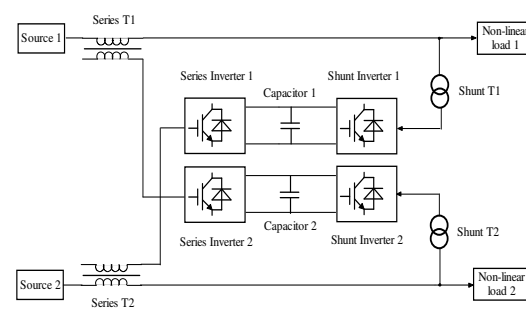 Series T1
Source 1
Non-linear
load 1
Series Inverter 1
Capacitor 1
Shunt Inverter 1
Shunt T1
Series Inverter 2
Capacitor 2
Shunt Inverter 2
Shunt T2
Source 2
Series T2
Non-linear
load 2